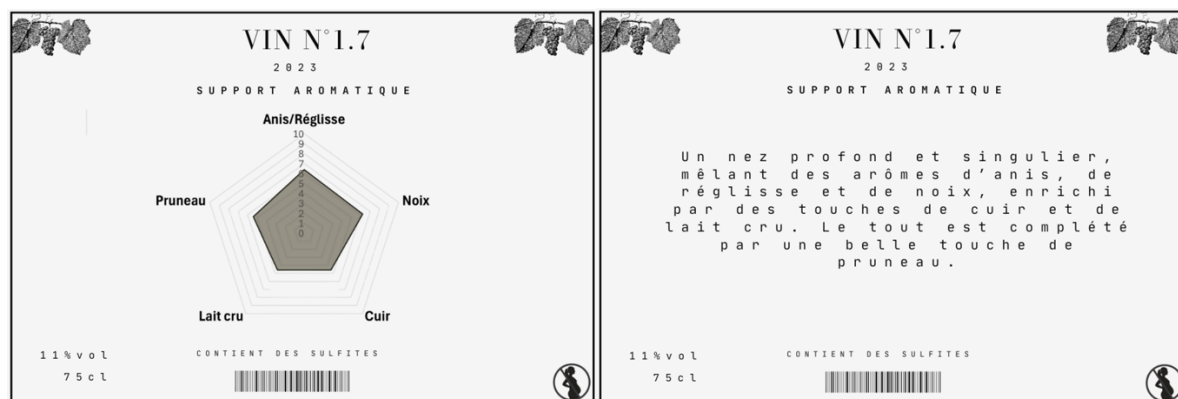 VIN N°1.7
2023
SUPPORT AROMATIQUE
Anis/Réglisse
10
9
8
7
6
5
4
3
2
1
0
Pruneau
Noix
Lait cru
Cuir
11%vol
CONTIENT DES SULFITES
75cl
VIN N°1.7
2023
SUPPORT AROMATIQUE
Un nez profond et singulier,
mêlant des arômes d’anis, de
réglisse et de noix, enrichi
par des touches de cuir et de
lait cru. Le tout est complété
par une belle touche de
pruneau.
11%vol
CONTIENT DES SULFITES
75cl